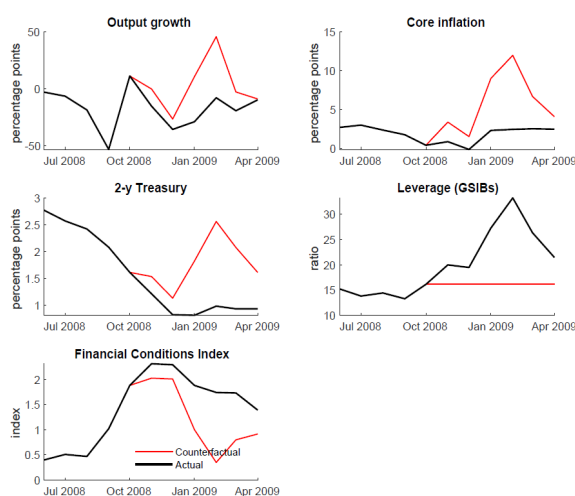 Output growth
percentage points
50
0
-50
Jul 2008 Oct 2008 Jan 2009 Apr 2009
Core inflation
percentage points
15
10
5
0
Jul 2008 Oct 2008 Jan 2009 Apr 2009
2-y Treasury
percentage points
3
2.5
2
1.5
1
Jul 2008 Oct 2008 Jan 2009 Apr 2009
Leverage (GSIBs)
ratio
30
25
20
15
10
Jul 2008 Oct 2008 Jan 2009 Apr 2009
Financial Conditions Index
index
2
1.5
1
0.5
0
Counterfactual
Actual
Jul 2008 Oct 2008 Jan 2009 Apr 2009